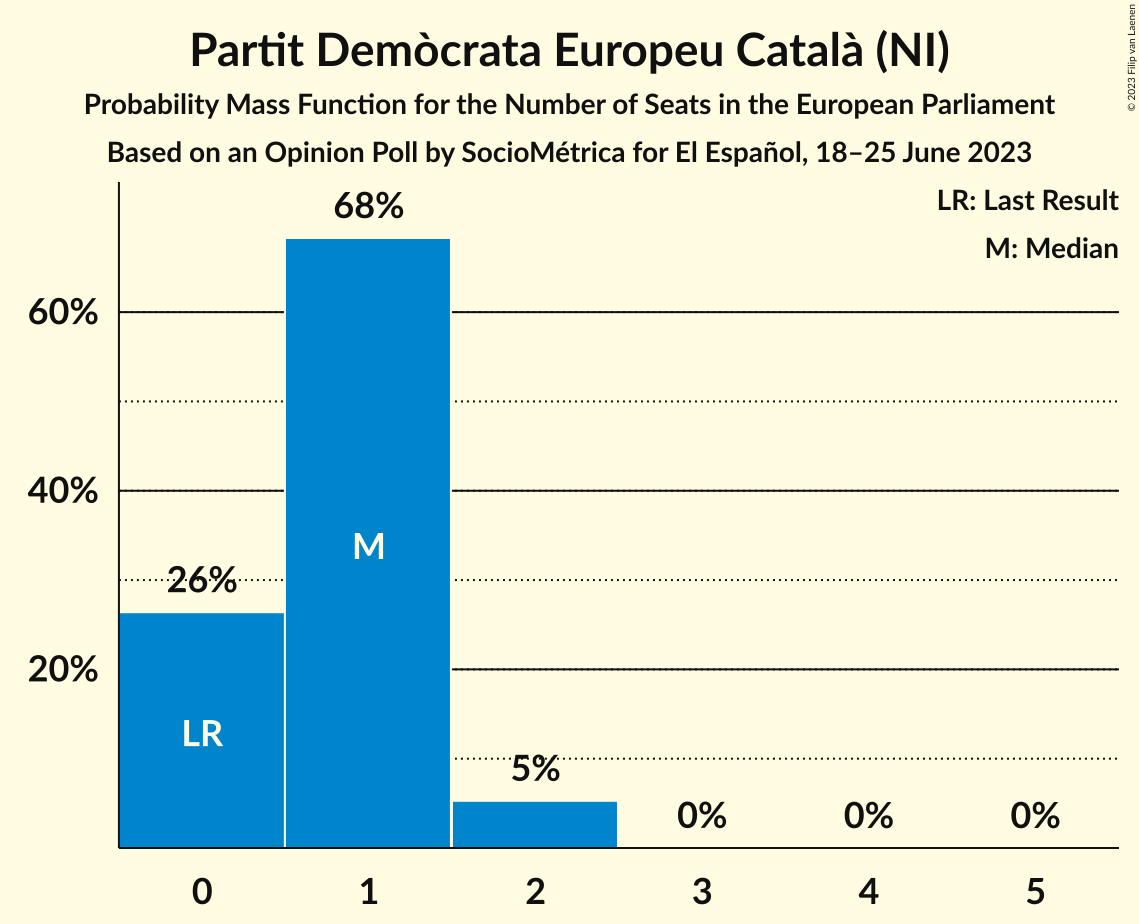 Partit Demòcrata Europeu Català (NI)
Probability Mass Function for the Number of Seats in the European Parliament
Based on an Opinion Poll by SocioMétrica for El Español, 18–25 June 2023
© 2023 Filip van Laenen
LR: Last Result
M: Median
68%
60%
40%
M
26%
20%
LR
5%
0%
0%
0%
0 1 2 3 4 5